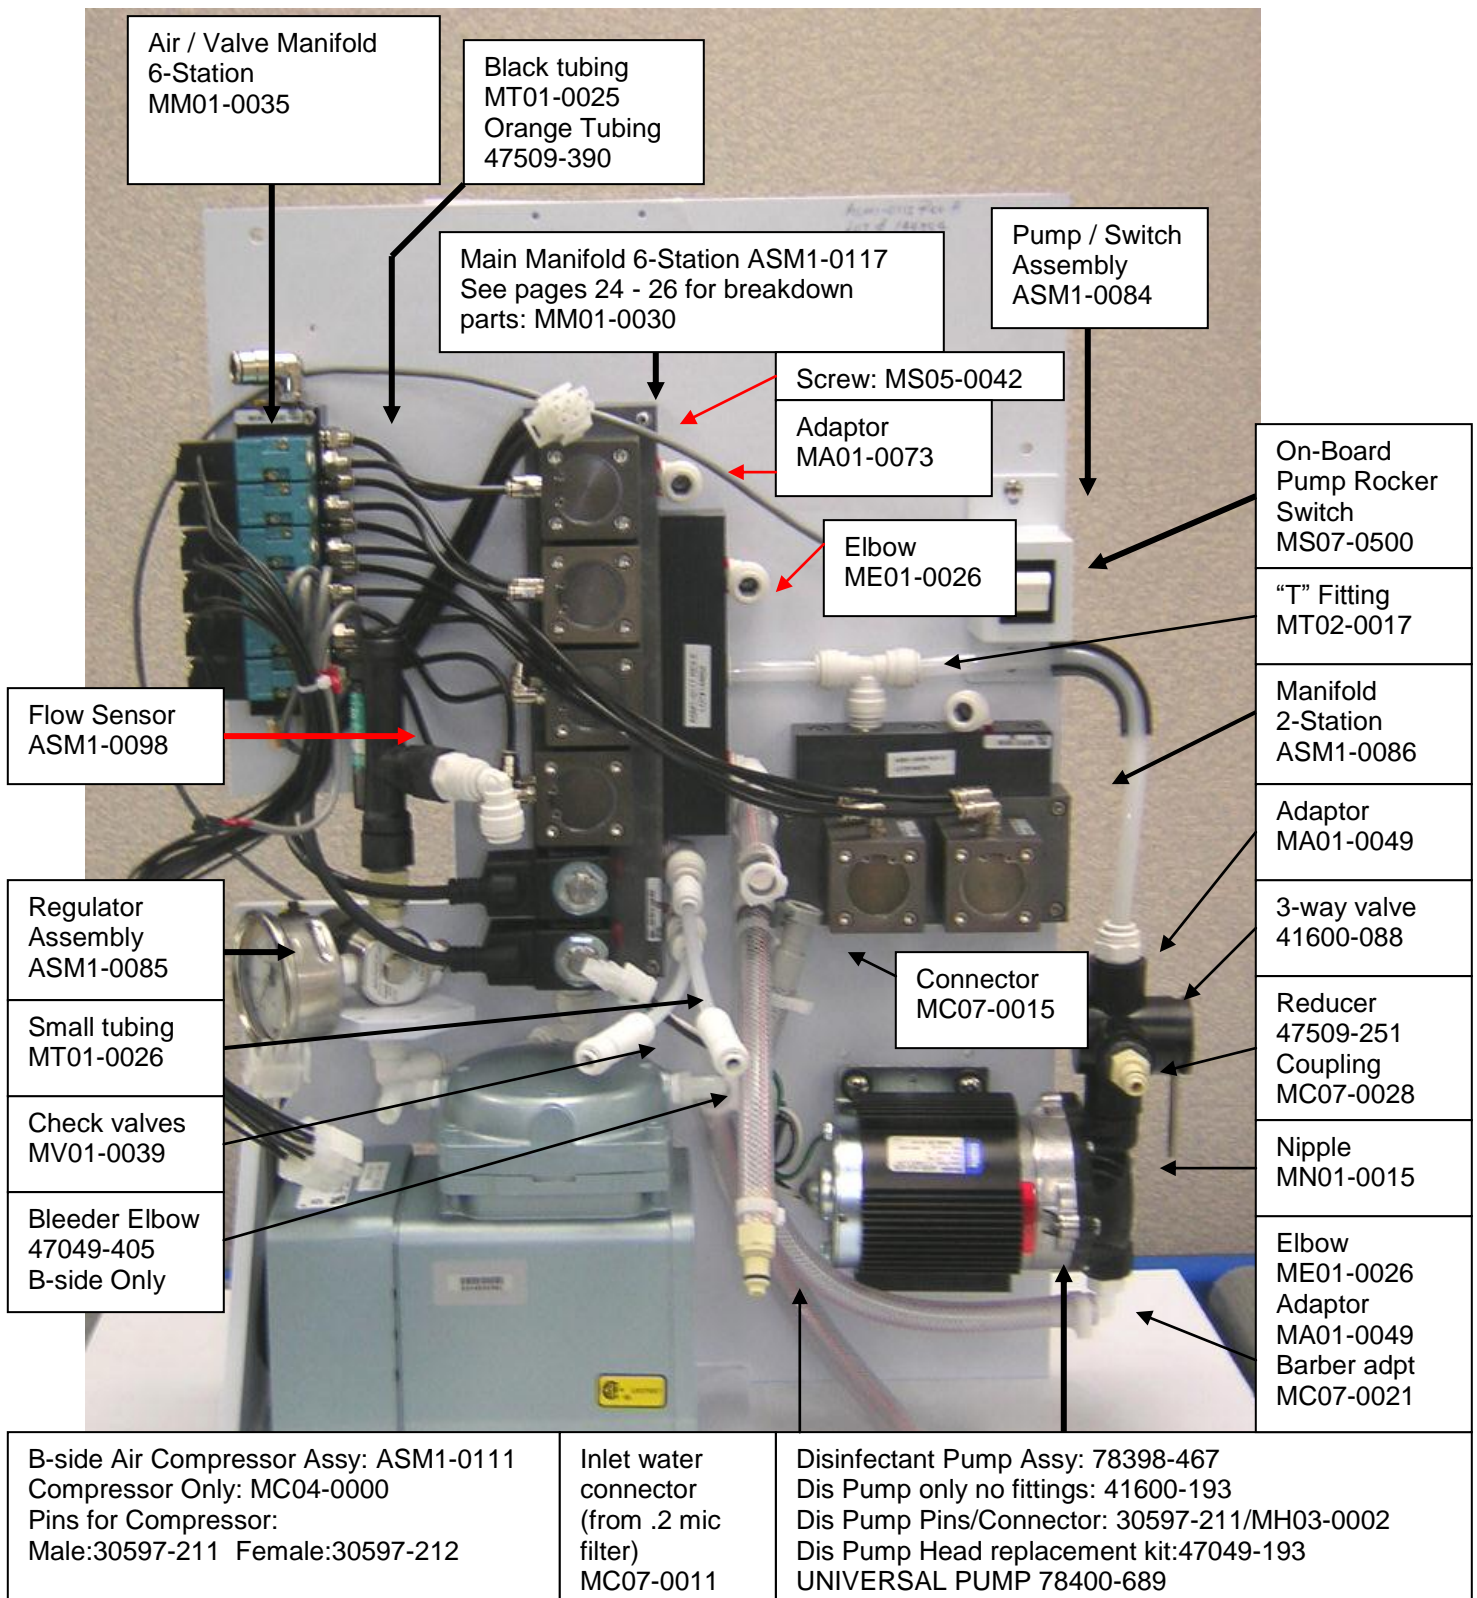 Air / Valve Manifold
6-Station
MM01-0035
Black tubing
MT01-0025
Orange Tubing
47509-390
Main Manifold 6-Station ASM1-0117
See pages 24 - 26 for breakdown
parts: MM01-0030
Pump / Switch
Assembly
ASM1-0084
Screw: MS05-0042
Adaptor
MA01-0073
Elbow
ME01-0026
On-Board
Pump Rocker
Switch
MS07-0500
“T” Fitting
MT02-0017
Manifold
2-Station
ASM1-0086
Adaptor
MA01-0049
3-way valve
41600-088
Reducer
47509-251
Coupling
MC07-0028
Nipple
MN01-0015
Elbow
ME01-0026
Adaptor
MA01-0049
Barber adpt
MC07-0021
Flow Sensor
ASM1-0098
Regulator
Assembly
ASM1-0085
Small tubing
MT01-0026
Check valves
MV01-0039
Bleeder Elbow
47049-405
B-side Only
Connector
MC07-0015
B-side Air Compressor Assy: ASM1-0111
Compressor Only: MC04-0000
Pins for Compressor:
Male:30597-211 Female:30597-212
Inlet water
connector
(from .2 mic
filter)
MC07-0011
Disinfectant Pump Assy: 78398-467
Dis Pump only no fittings: 41600-193
Dis Pump Pins/Connector: 30597-211/MH03-0002
Dis Pump Head replacement kit:47049-193
UNIVERSAL PUMP 78400-689